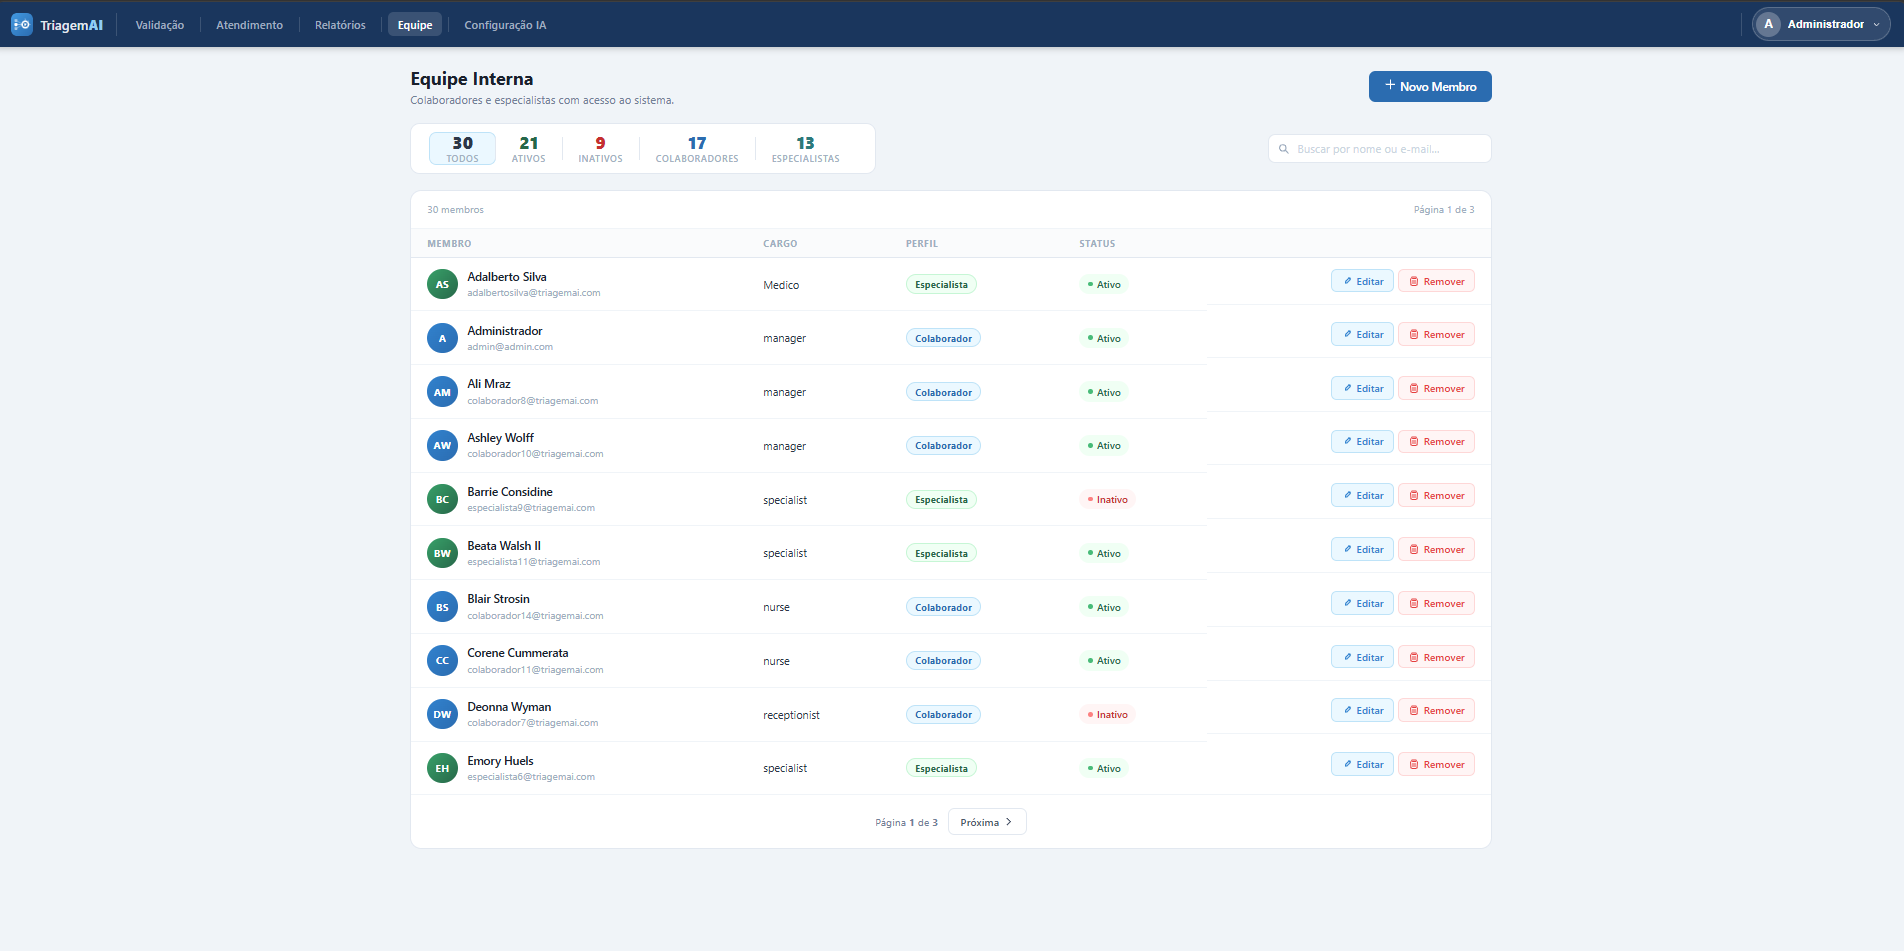 TriagemAI Validação Atendimento Relatórios Equipe Configuração IA A Administrador
Equipe Interna
Colaboradores e especialistas com acesso ao sistema.
+ Novo Membro
30 21 9 17 13
TODOS ATIVOS INATIVOS COLABORADORES ESPECIALISTAS
Buscar por nome ou e-mail...
30 membros Página 1 de 3
MEMBRO CARGO PERFIL STATUS
AS Adalberto Silva Medico Especialista Ativo Editar Remover
adalbertosilva@triagemai.com
A Administrador manager Colaborador Ativo Editar Remover
admin@admin.com
AM Ali Mraz manager Colaborador Ativo Editar Remover
colaborador8@triagemai.com
AW Ashley Wolff manager Colaborador Ativo Editar Remover
colaborador10@triagemai.com
BC Barrie Considine specialist Especialista Inativo Editar Remover
especialista9@triagemai.com
BW Beata Walsh II specialist Especialista Ativo Editar Remover
especialista11@triagemai.com
BS Blair Strosin nurse Colaborador Ativo Editar Remover
colaborador14@triagemai.com
CC Corene Cummerata nurse Colaborador Ativo Editar Remover
colaborador11@triagemai.com
DW Deonna Wyman receptionist Colaborador Inativo Editar Remover
colaborador7@triagemai.com
EH Emory Huels specialist Especialista Ativo Editar Remover
especialista6@triagemai.com
Página 1 de 3 Próxima